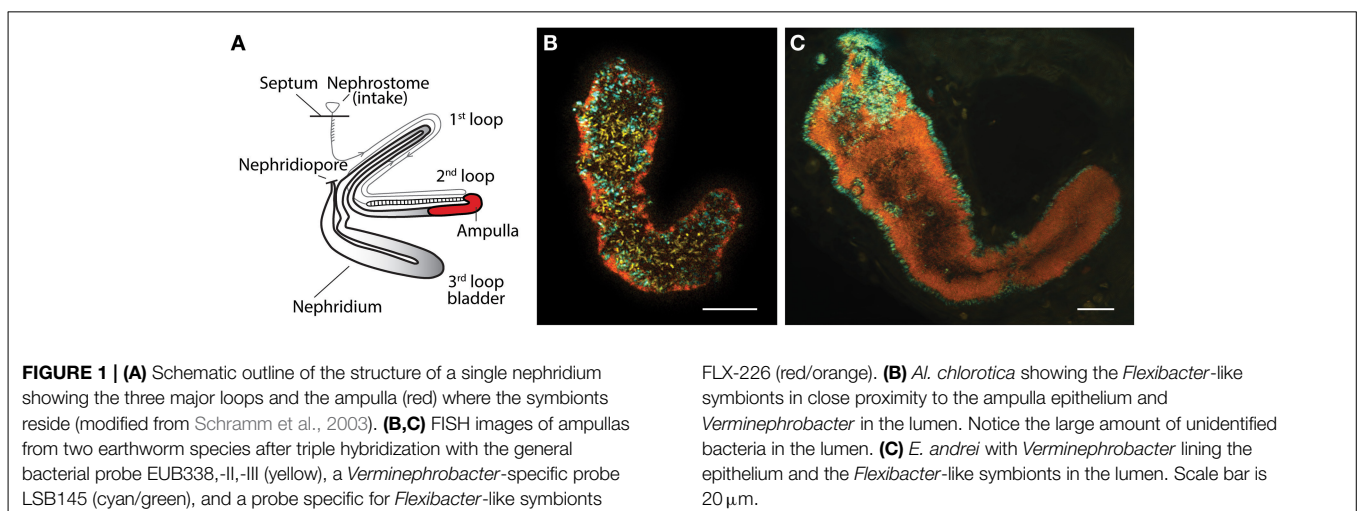 A
Septum
Nephrostome
(intake)
1st loop
Nephridiopore
2nd loop
Ampulla
3rd loop
bladder
Nephridium
B
C
FIGURE 1 | (A) Schematic outline of the structure of a single nephridium
showing the three major loops and the ampulla (red) where the symbionts
reside (modified from Schramm et al., 2003). (B,C) FISH images of ampullas
from two earthworm species after triple hybridization with the general
bacterial probe EUB338,-II,-III (yellow), a Verminephrobacter-specific probe
LSB145 (cyan/green), and a probe specific for Flexibacter-like symbionts
FLX-226 (red/orange). (B) Al. chlorotica showing the Flexibacter-like
symbionts in close proximity to the ampulla epithelium and
Verminephrobacter in the lumen. Notice the large amount of unidentified
bacteria in the lumen. (C) E. andrei with Verminephrobacter lining the
epithelium and the Flexibacter-like symbionts in the lumen. Scale bar is
20 μm.